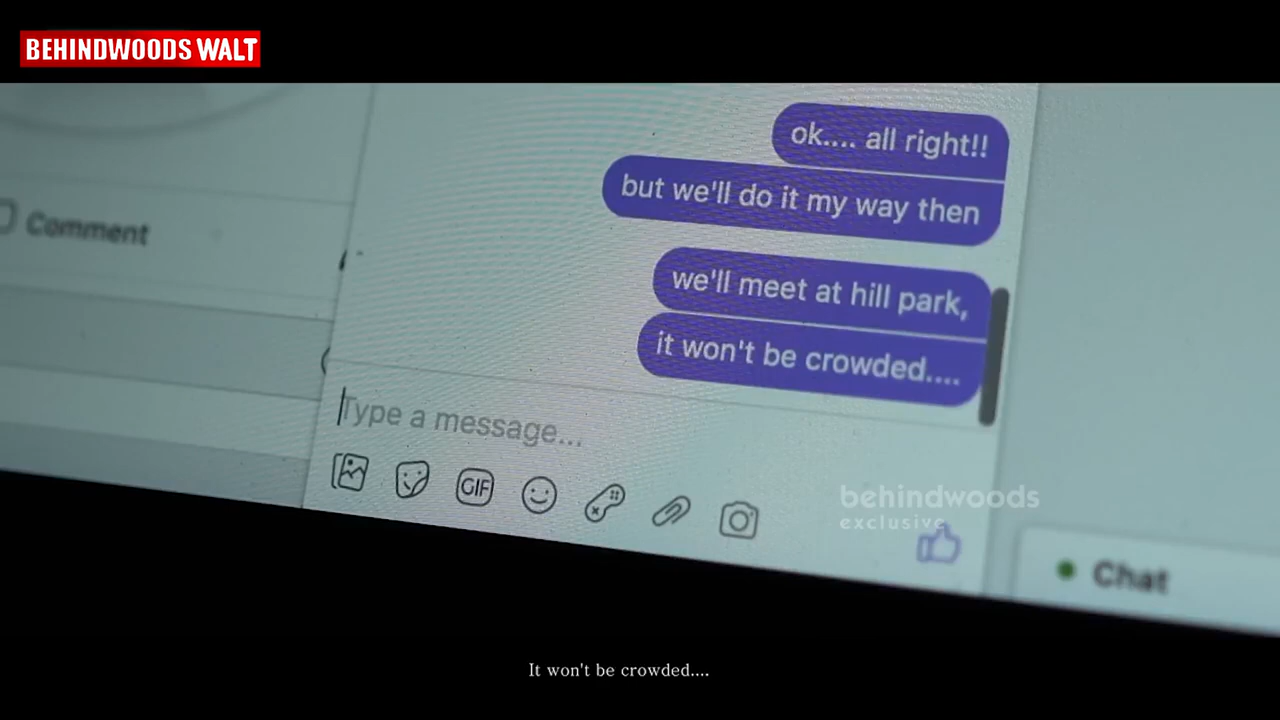 BEHINDWOODS WALT
ok.... all right!!
but we'll do it my way then
Comment
we'll meet at hill park,
it won't be crowded....
Type a message...
GIF
behindwoods
exclusive
Chat
It won't be crowded....